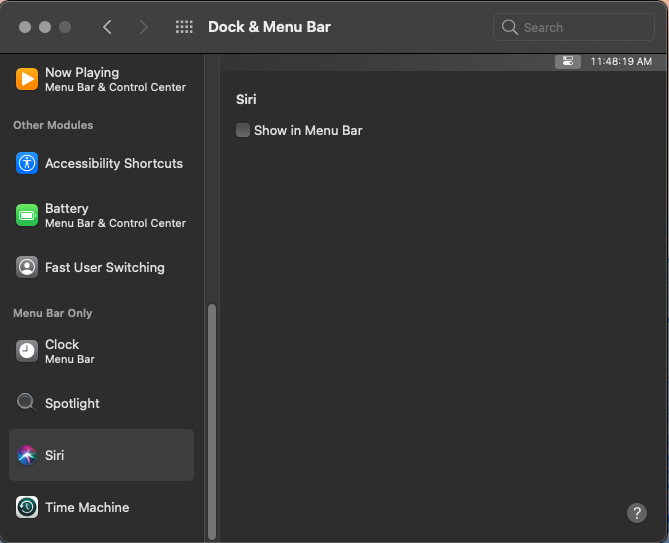 Dock & Menu Bar
Search
Now Playing
Menu Bar & Control Center
Other Modules
Accessibility Shortcuts
Battery
Menu Bar & Control Center
Fast User Switching
Menu Bar Only
Clock
Menu Bar
Spotlight
Siri
Time Machine
11:48:19 AM
Siri
Show in Menu Bar
?